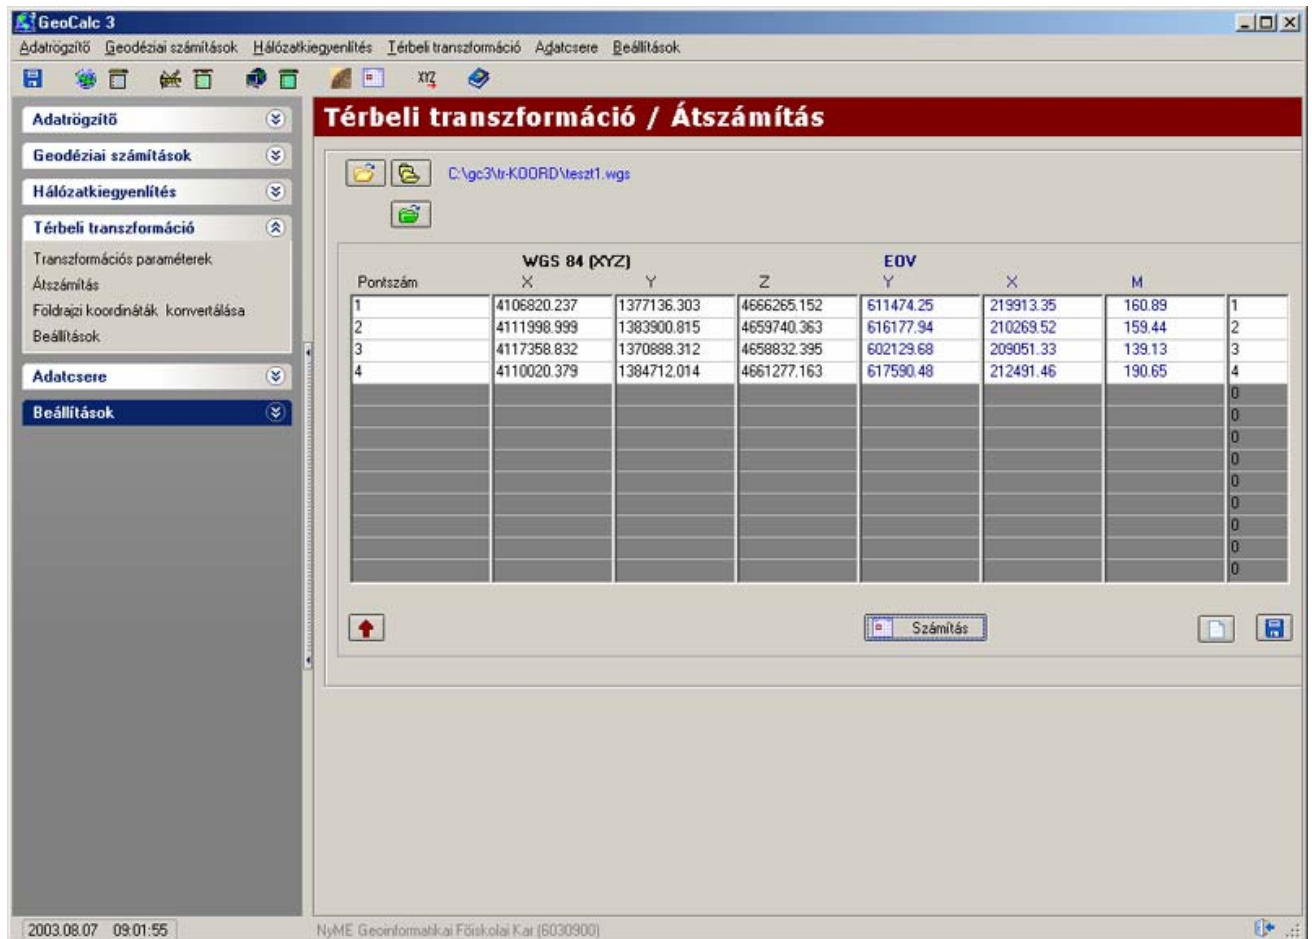 GeoCalc 3
Adatrögzítő Geodéziai számítások Hálózatkiegyenlítés Térbeli transzformáció Adatcsere Beállítások
XYZ
Adatrögzítő
Geodéziai számítások
Hálózatkiegyenlítés
Térbeli transzformáció
Transzformációs paraméterek
Átszámítás
Földrajzi koordináták konvertálása
Beállítások
Adatcsere
Beállítások
Térbeli transzformáció / Átszámítás
C:\gc3\tr-KOORD\teszt1.wgs
WGS 84 (XYZ) EOV
Pontszám X Y Z Y X M
1 4106820.237 1377136.303 4666265.152 611474.25 219913.35 160.89 1
2 4111998.999 1383900.815 4659740.363 616177.94 210269.52 159.44 2
3 4117358.832 1370888.312 4658832.395 602129.68 209051.33 139.13 3
4 4110020.379 1384712.014 4661277.163 617590.48 212491.46 190.65 4
0
0
0
0
0
0
0
0
0
Számítás
2003.08.07 09:01:55 NyME Geoinformatikai Főiskolai Kar (6030900)